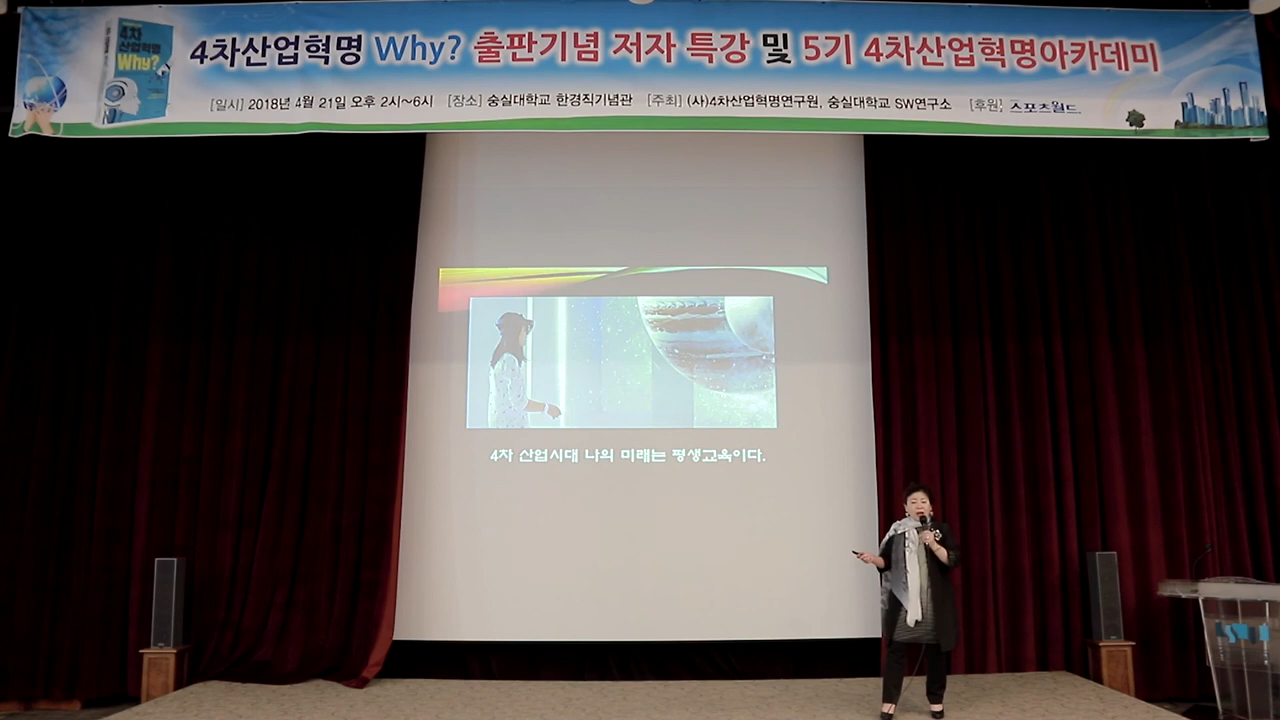 4차
산업혁명
Why?
4차산업혁명 Why? 출판기념 저자 특강 및 5기 4차산업혁명아카데미
[일시] 2018년 4월 21일 오후 2시~6시 [장소] 숭실대학교 한경직기념관 [주최] (사)4차산업혁명연구원, 숭실대학교 SW연구소 [후원] 스포츠월드
4차 산업시대 나의 미래는 평생교육이다.